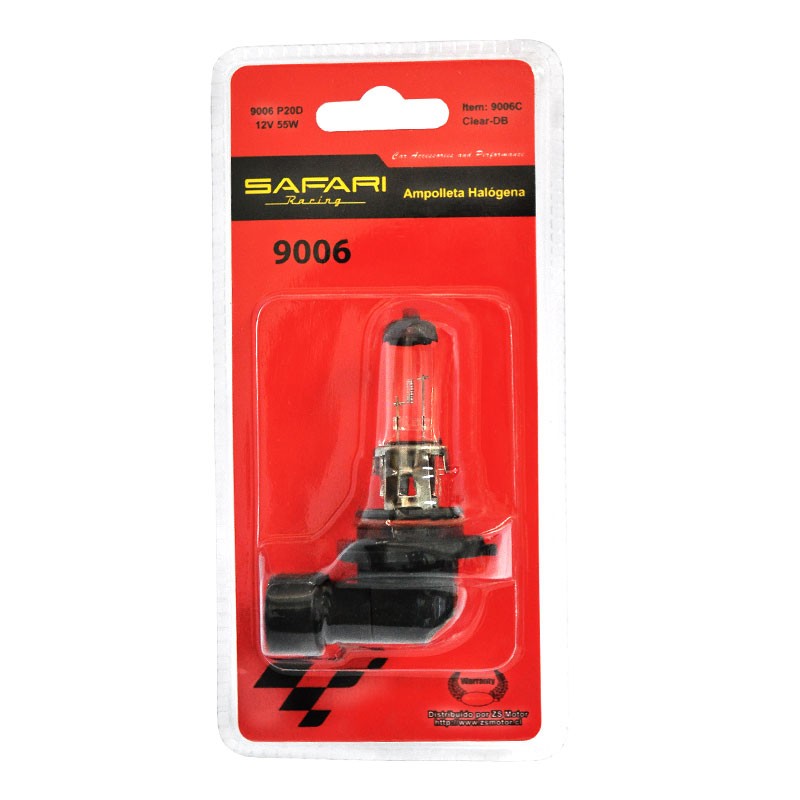 9006 P20D
12V 55W
Item: 9006C
Clear-DB
Car Accessories and Performance
SAFARI
Racing
Ampolleta Halógena
9006
Warranty
Distribuido por ZS Motor
http://www.zsmotor.cl